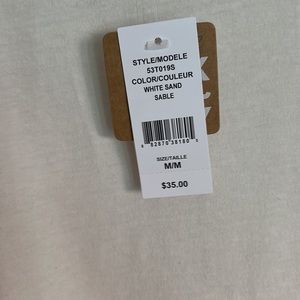 STYLE/MODELE
53T019S
COLOR/COULEUR
WHITE SAND
SABLE
SIZE/TAILLE
M/M
$35.00